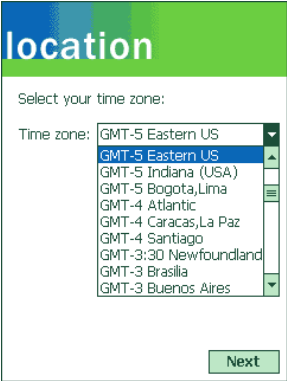 location
Select your time zone:
Time zone: GMT-5 Eastern US
GMT-5 Eastern US
GMT-5 Indiana (USA)
GMT-5 Bogota,Lima
GMT-4 Atlantic
GMT-4 Caracas,La Paz
GMT-4 Santiago
GMT-3:30 Newfoundland
GMT-3 Brasilia
GMT-3 Buenos Aires
Next